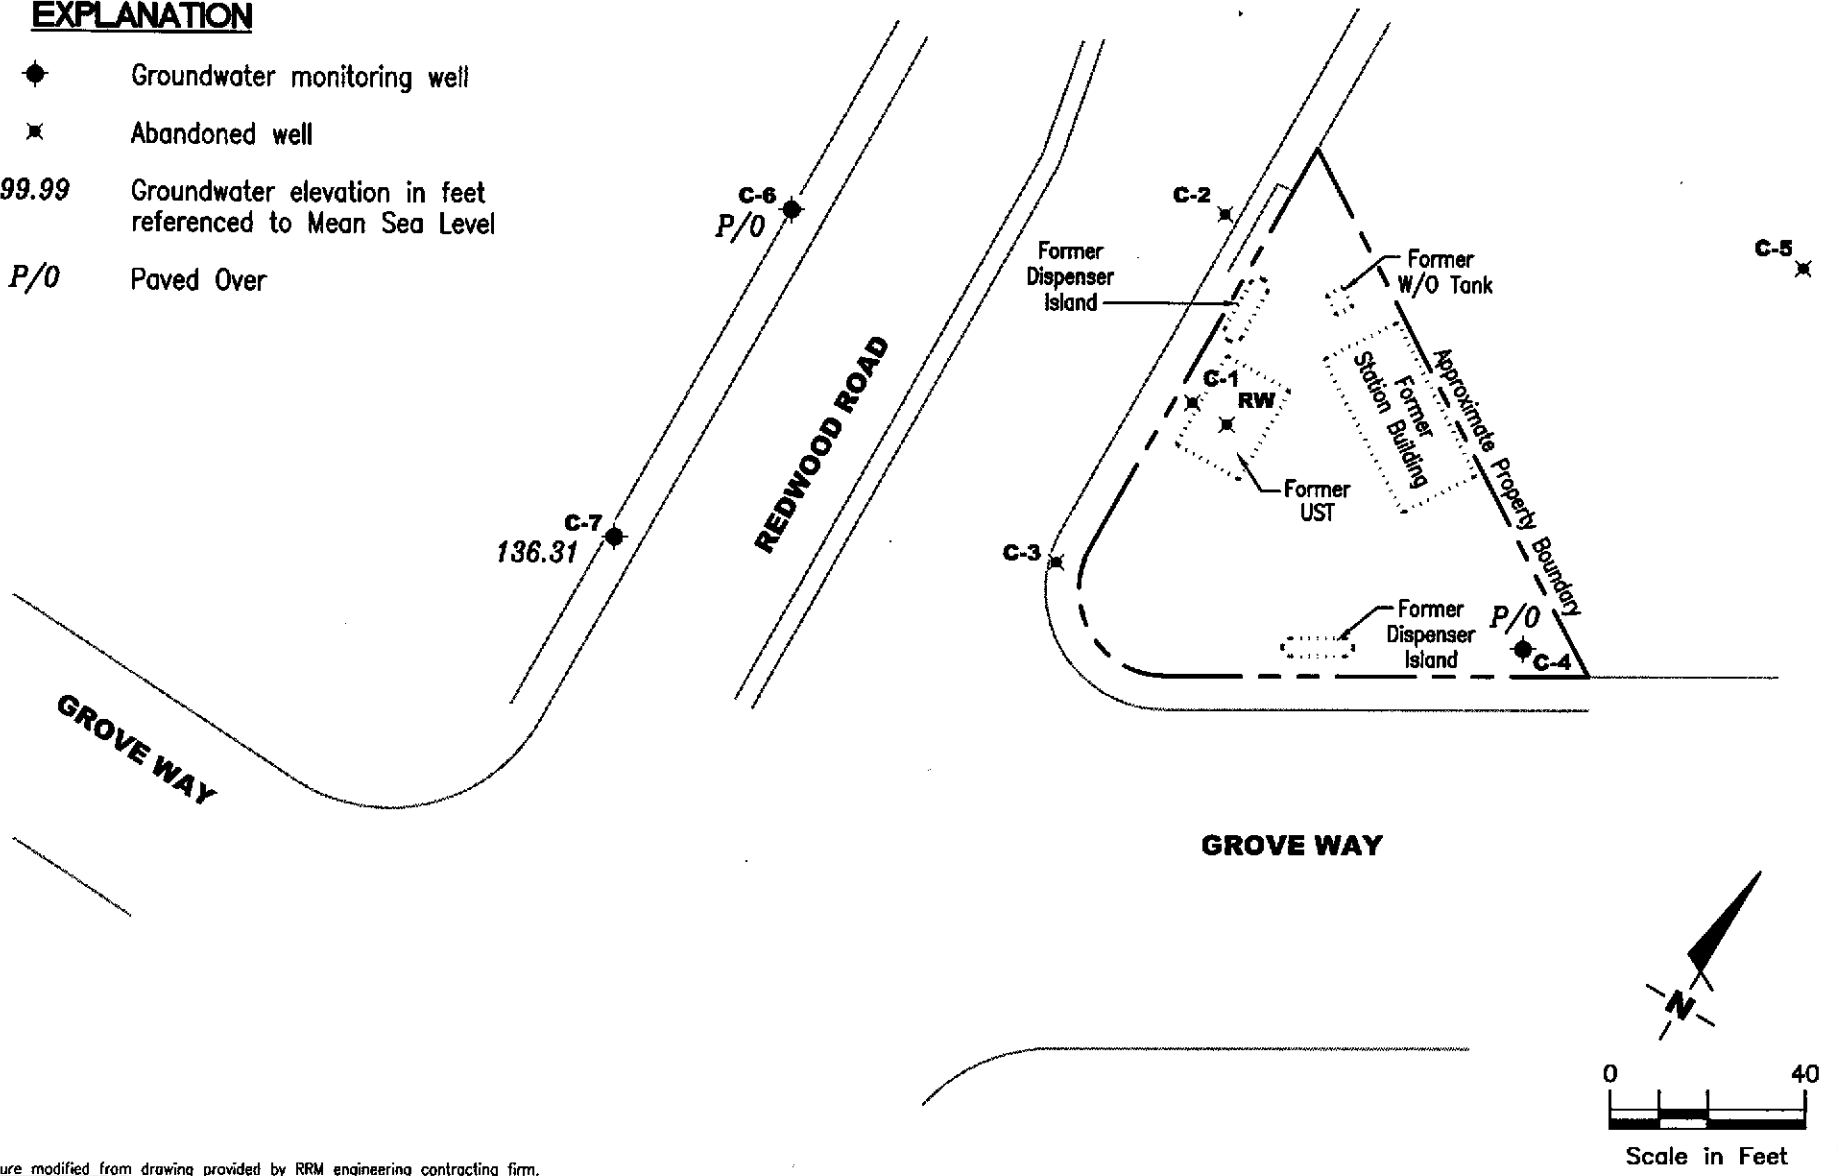 EXPLANATION
Groundwater monitoring well
Abandoned well
99.99 Groundwater elevation in feet
referenced to Mean Sea Level
P/O Paved Over
C-6
P/O
C-2
C-5
Former
Dispenser
Island
Former
W/O Tank
C-1
RW
Former
Station Building
Approximate Property Boundary
REDWOOD ROAD
Former
UST
C-7
136.31
C-3
Former
Dispenser
Island
P/O
C-4
GROVE WAY
GROVE WAY
N
0 40
Scale in Feet
ure modified from drawing provided by RRM engineering contracting firm.